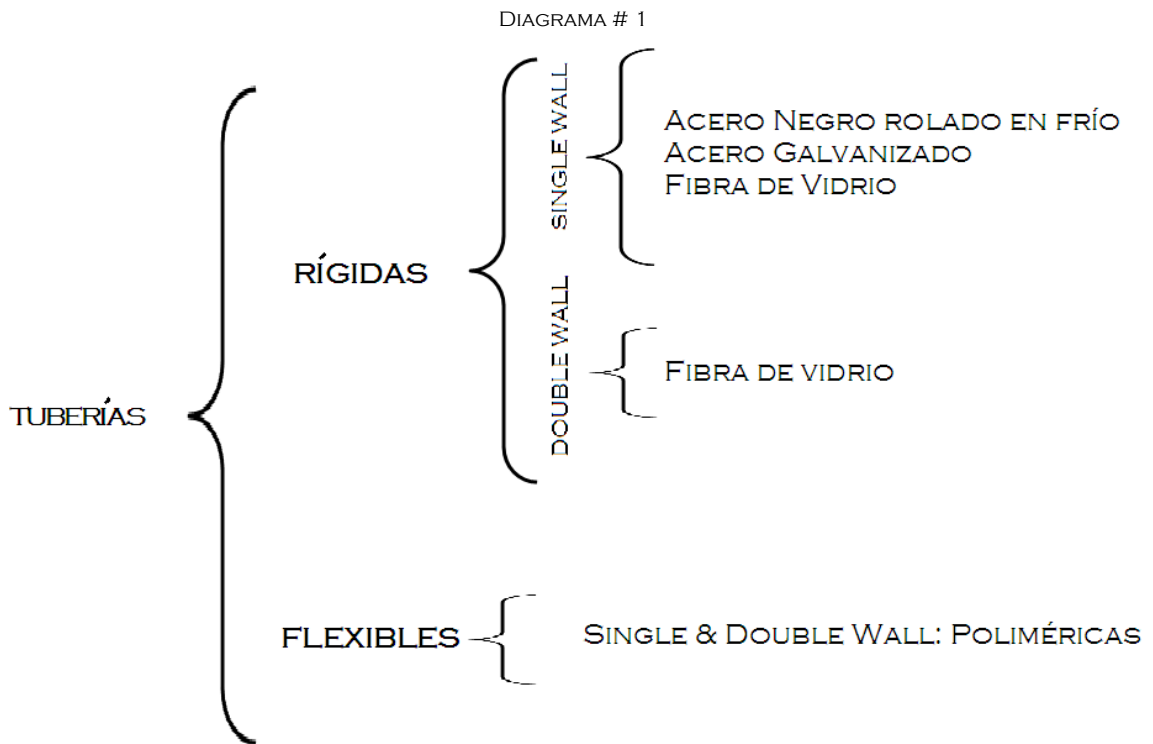 Diagrama # 1
TUBERÍAS
RÍGIDAS
SINGLE WALL
Acero Negro rolado en frío
Acero Galvanizado
Fibra de Vidrio
DOUBLE WALL
Fibra de vidrio
FLEXIBLES
Single & Double Wall: Poliméricas